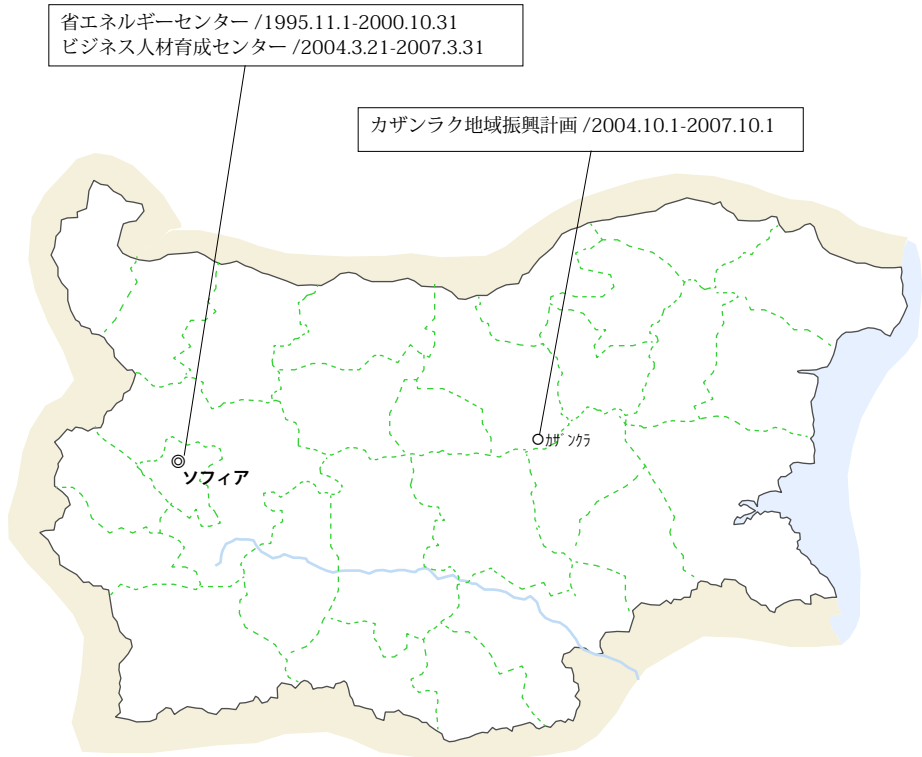 省エネルギーセンター /1995.11.1-2000.10.31
ビジネス人材育成センター /2004.3.21-2007.3.31
カザンラク地域振興計画 /2004.10.1-2007.10.1
ｶｻﾞﾝｸﾗ
ソフィア